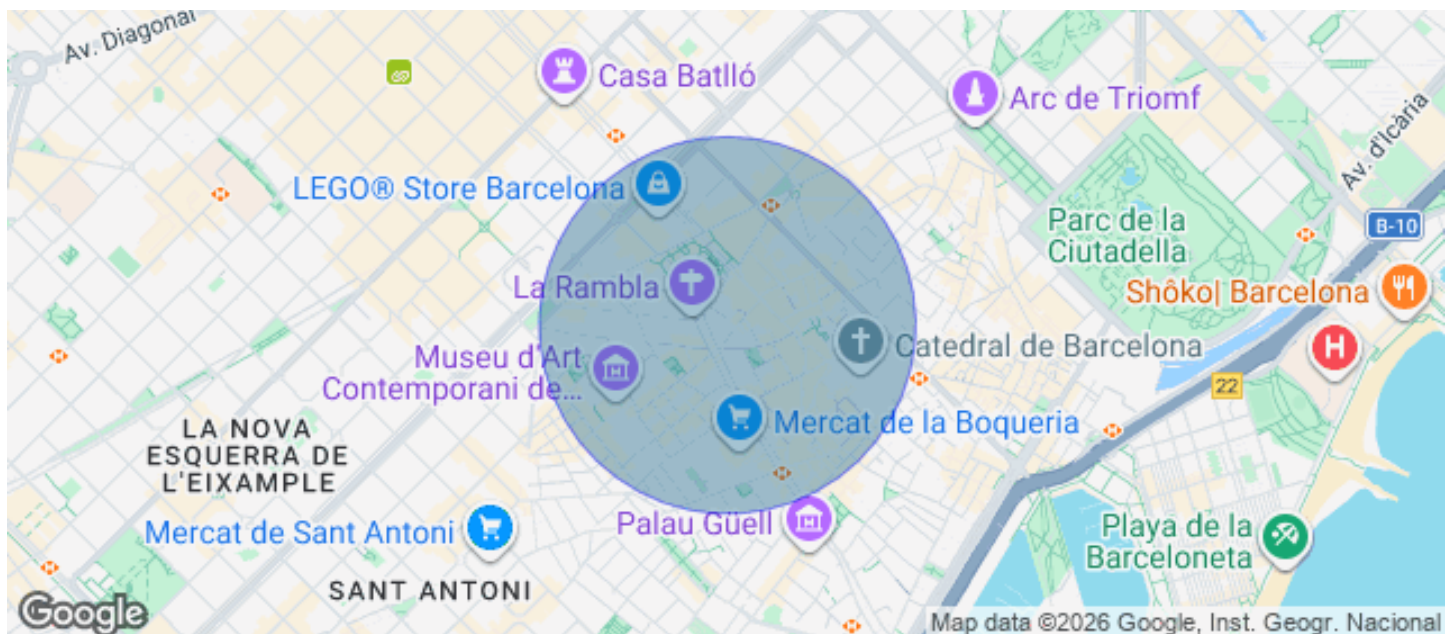 Av. Diagonal
Casa Batlló
Arc de Triomf
Av. d'Icària
LEGO® Store Barcelona
B-10
Parc de la
Ciutadella
La Rambla
Shôko| Barcelona
Museu d'Art
Contemporani de...
Catedral de Barcelona
H
22
Mercat de la Boqueria
LA NOVA
ESQUERRA DE
L'EIXAMPLE
Mercat de Sant Antoni
Palau Güell
Playa de la
Barceloneta
SANT ANTONI
Google
Map data ©2026 Google, Inst. Geogr. Nacional